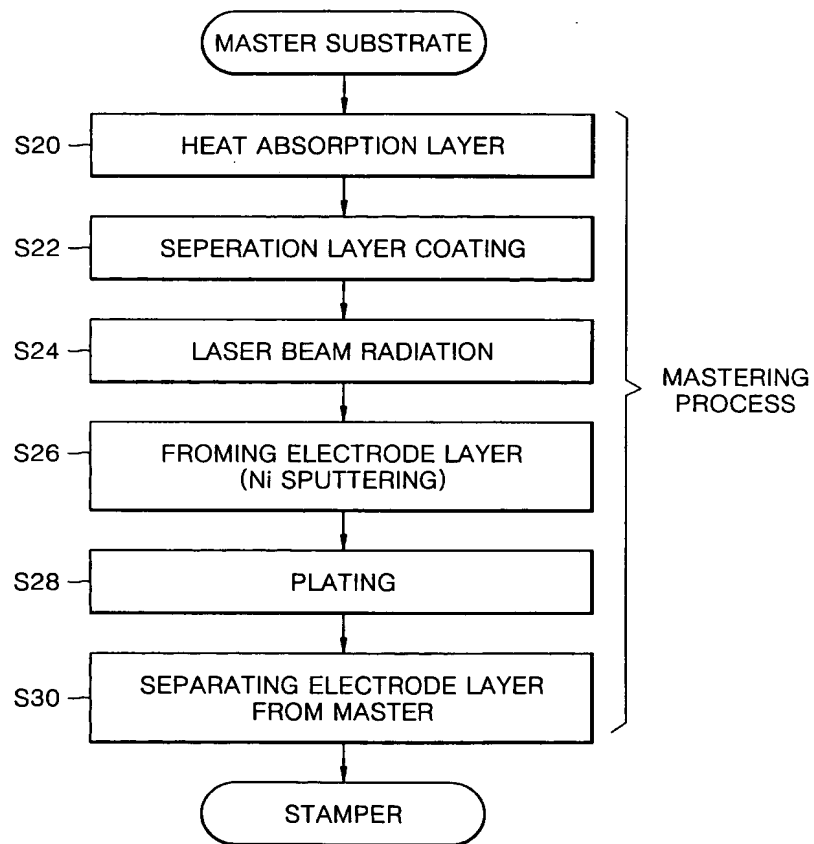 MASTER SUBSTRATE
S20
HEAT ABSORPTION LAYER
S22
SEPERATION LAYER COATING
S24
LASER BEAM RADIATION
S26
FROMING ELECTRODE LAYER
(Ni SPUTTERING)
S28
PLATING
S30
SEPARATING ELECTRODE LAYER
FROM MASTER
MASTERING
PROCESS
STAMPER